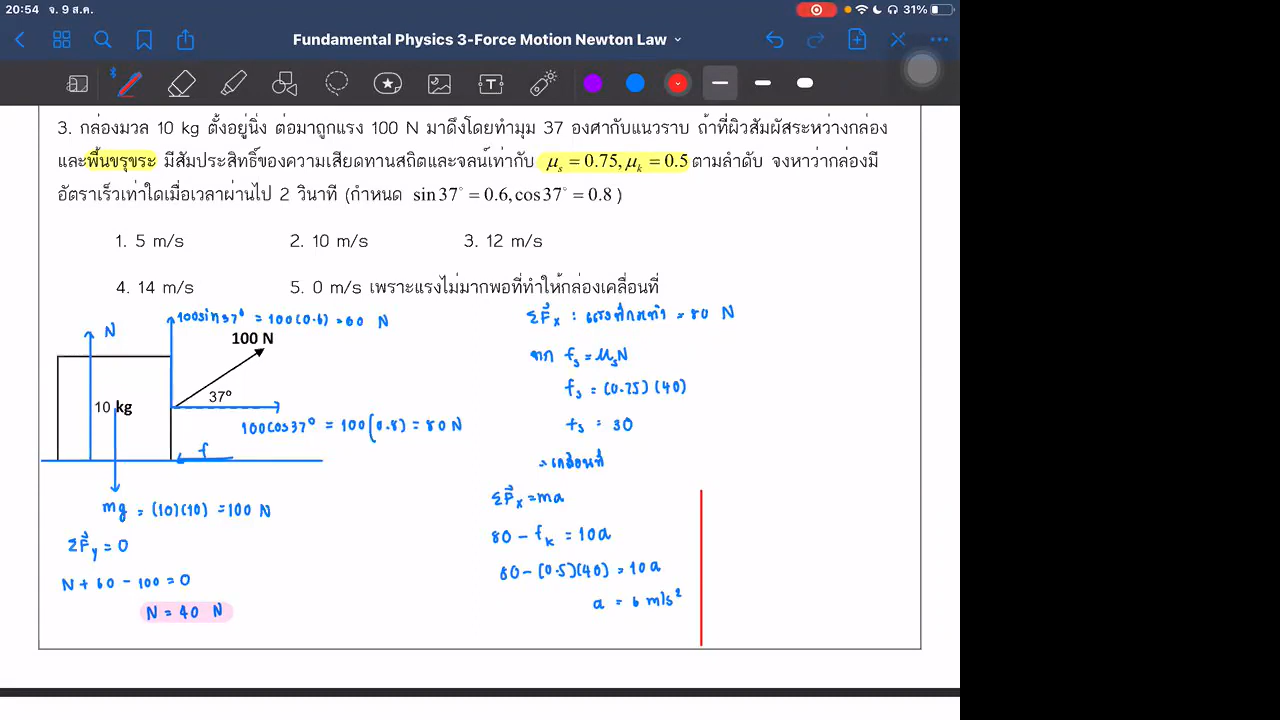 20:54 จ. 9 ส.ค. 31%
Fundamental Physics 3-Force Motion Newton Law
3. กล่องมวล 10 kg ตั้งอยู่นิ่ง ต่อมาถูกแรง 100 N มาดึงโดยทำมุม 37 องศากับแนวราบ ถ้าที่ผิวสัมผัสระหว่างกล่อง
และพื้นขรุขระ มีสัมประสิทธิ์ของความเสียดทานสถิตและจลน์เท่ากับ μs = 0.75, μk = 0.5 ตามลำดับ จงหาว่ากล่องมี
อัตราเร็วเท่าใดเมื่อเวลาผ่านไป 2 วินาที (กำหนด sin 37° = 0.6, cos 37° = 0.8 )
1. 5 m/s 2. 10 m/s 3. 12 m/s
4. 14 m/s 5. 0 m/s เพราะแรงไม่มากพอที่ทำให้กล่องเคลื่อนที่
100sin37° = 100(0.6) = 60 N
N
100 N
37°
10 kg
100cos37° = 100(0.8) = 80 N
f
mg = (10)(10) = 100 N
ΣF⃗y = 0
N + 60 - 100 = 0
N = 40 N
ΣF⃗x : แรงที่กระทำ = 80 N
จาก fs = μsN
fs = (0.75)(40)
fs = 30
∴ เคลื่อนที่
ΣF⃗x = ma
80 - fk = 10a
80 - (0.5)(40) = 10a
a = 6 m/s²